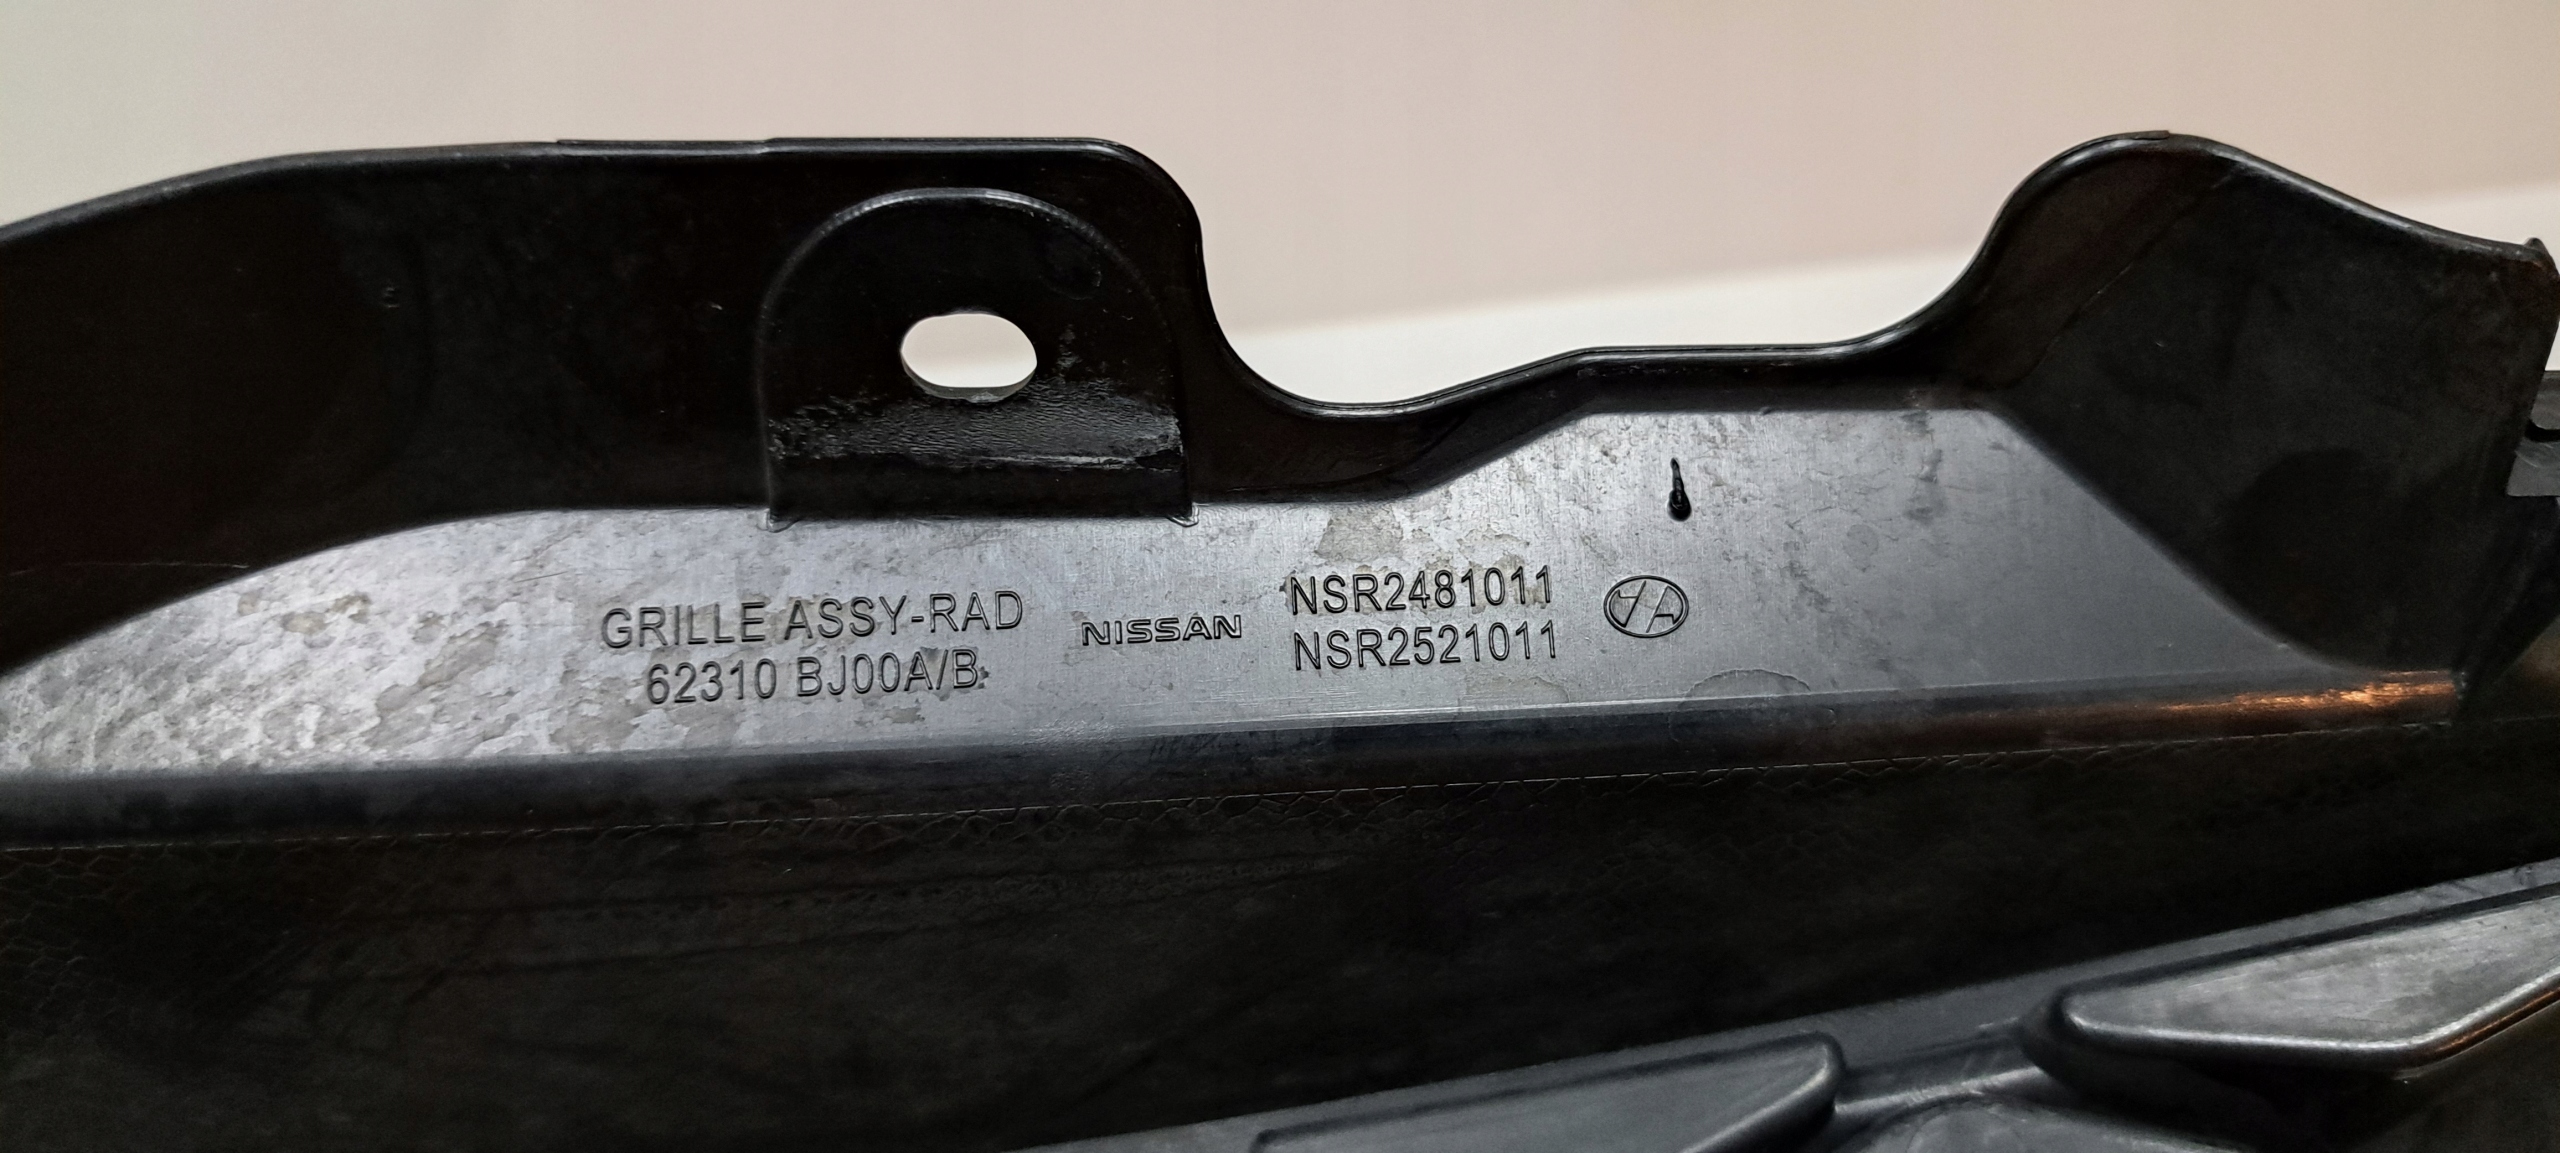 GRILLE ASSY-RAD
62310 BJ00A/B
NISSAN
NSR2481011
NSR2521011